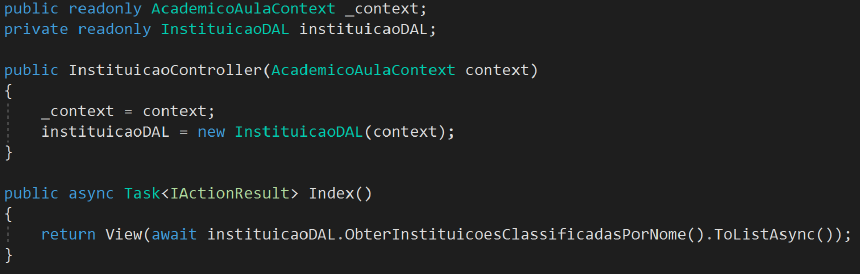 public readonly AcademicoAulaContext _context;
private readonly InstituicaoDAL instituicaoDAL;
public InstituicaoController(AcademicoAulaContext context)
{
_context = context;
instituicaoDAL = new InstituicaoDAL(context);
}
public async Task<IActionResult> Index()
{
return View(await instituicaoDAL.ObterInstituicoesClassificadasPorNome().ToListAsync());
}